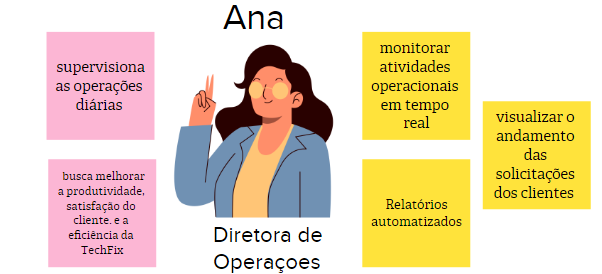 Ana
supervisiona
as operações
diárias
busca melhorar
a produtividade,
satisfação do
cliente. e a
eficiência da
TechFix
Diretora de
Operaçoes
monitorar
atividades
operacionais
em tempo
real
visualizar o
andamento
das
solicitações
dos clientes
Relatórios
automatizados